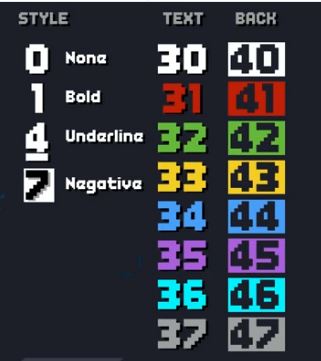 STYLE TEXT BACK
0 None 30 40
1 Bold 31 41
4 Underline 32 42
7 Negative 33 43
34 44
35 45
36 46
37 47